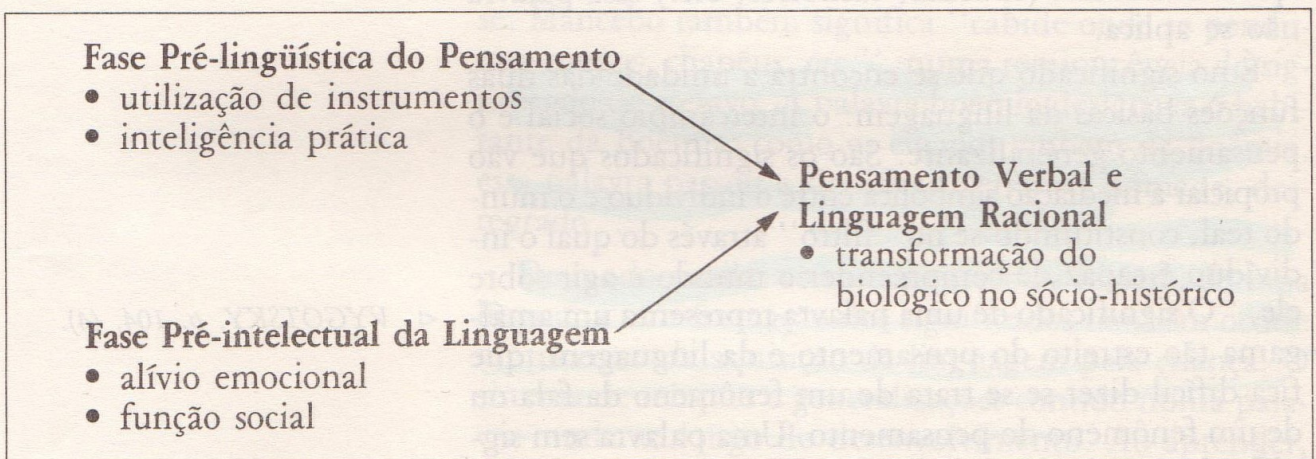 Fase Pré-lingüística do Pensamento
• utilização de instrumentos
• inteligência prática
Pensamento Verbal e
Linguagem Racional
• transformação do
biológico no sócio-histórico
Fase Pré-intelectual da Linguagem
• alívio emocional
• função social